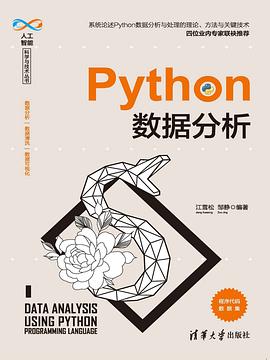 系统论述Python数据分析与处理的理论、方法与关键技术
四位业内专家联袂推荐
人工
智能
科学与技术丛书
数据分析 | 数据清洗 | 数据可视化
Python
数据分析
江雪松 邹静◎编著
Jiang Xuesong Zou Jing
DATA ANALYSIS
USING PYTHON
PROGRAMMING LANGUAGE
程序代码
数据集
清华大学出版社